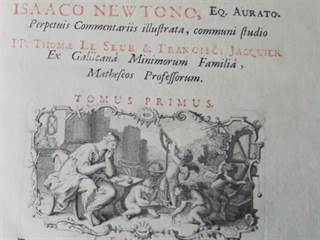 ISAACO NEWTONO, EQ. AURATO.
Perpetuis Commentariis illustrata, communi studio
PP. THOMÆ LE SEUR & FRANCISCI JACQUIER
Ex Gallicanâ Minimorum Familiâ,
Matheseos Professorum.
TOMUS PRIMUS.